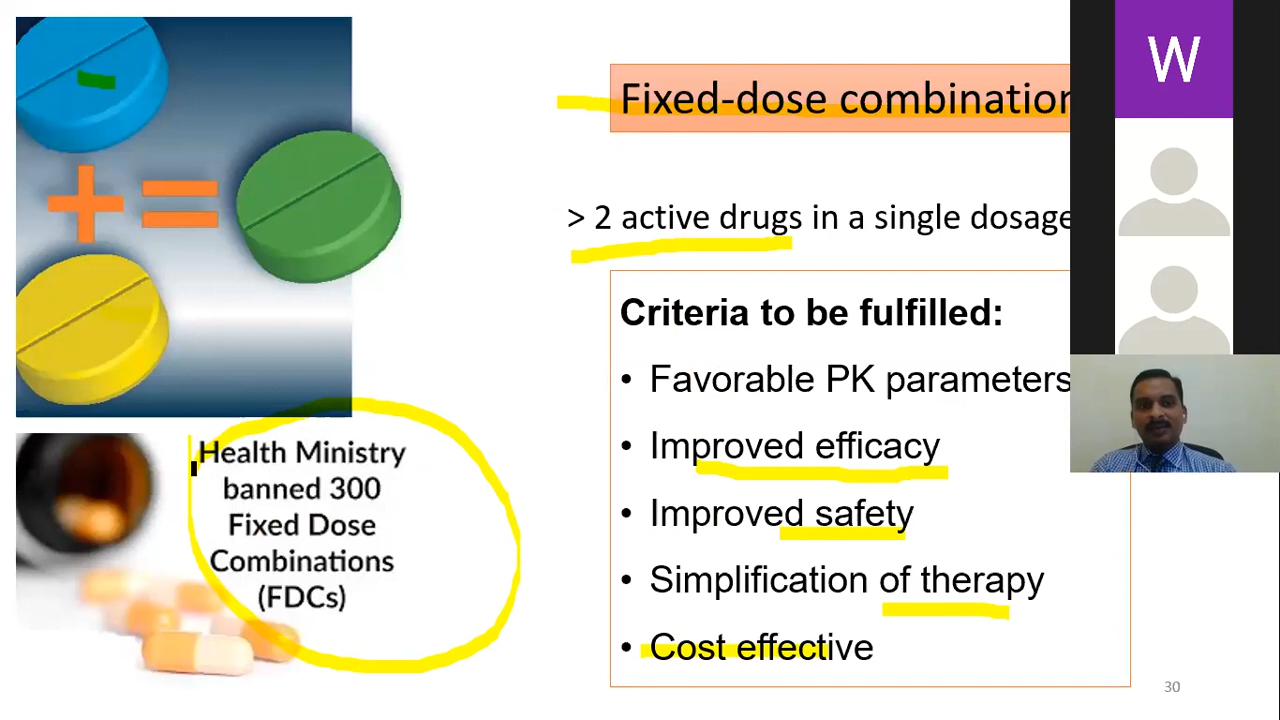 Fixed-dose combination
> 2 active drugs in a single dosage
Criteria to be fulfilled:
• Favorable PK parameters
• Improved efficacy
• Improved safety
• Simplification of therapy
• Cost effective
Health Ministry
banned 300
Fixed Dose
Combinations
(FDCs)
W
30